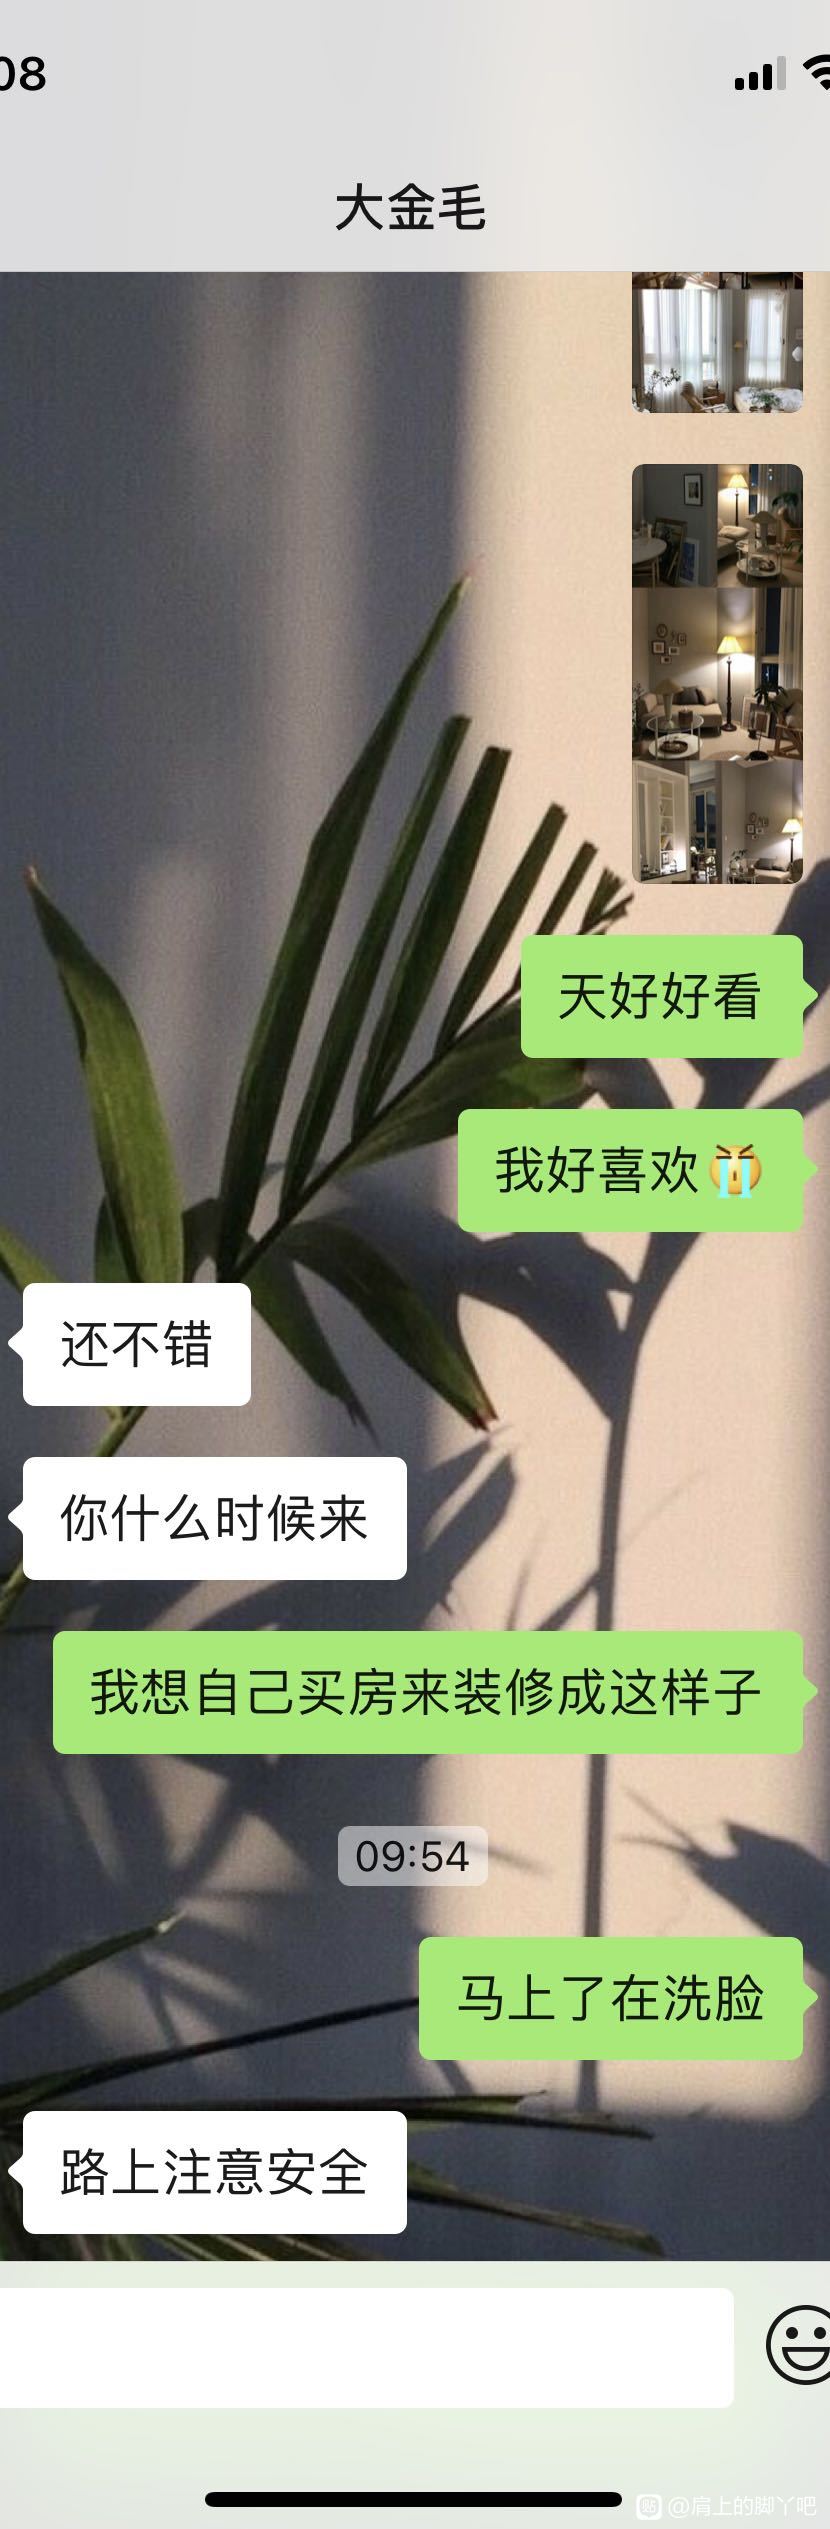 08
大金毛
天好好看
我好喜欢😭
还不错
你什么时候来
我想自己买房来装修成这样子
09:54
马上了在洗脸
路上注意安全
贴 @肩上的脚丫吧